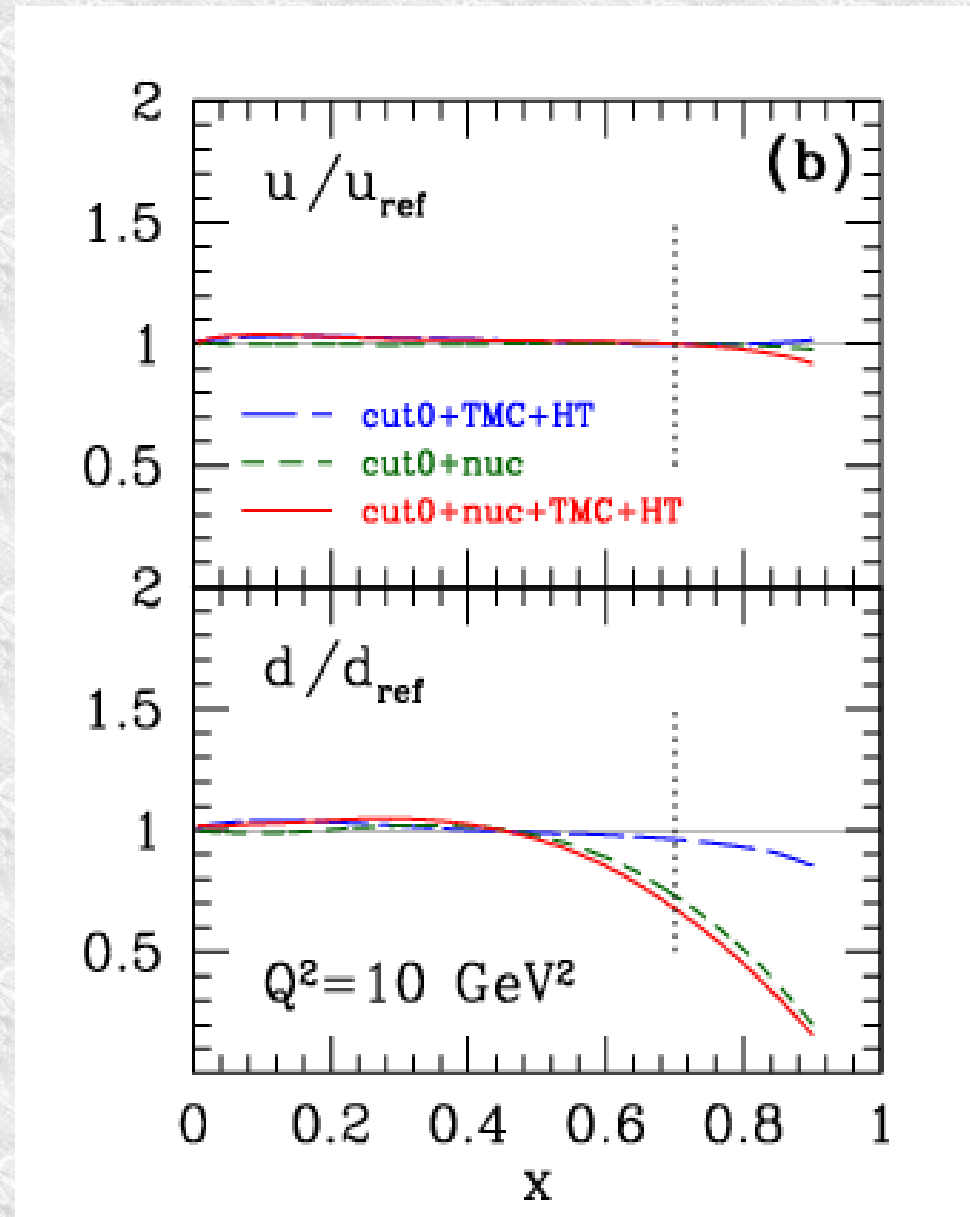 2
(b)
u/u_ref
1.5
1
cut0+TMC+HT
0.5
cut0+nuc
cut0+nuc+TMC+HT
2
d/d_ref
1.5
1
0.5
Q²=10 GeV²
0 0.2 0.4 0.6 0.8 1
x